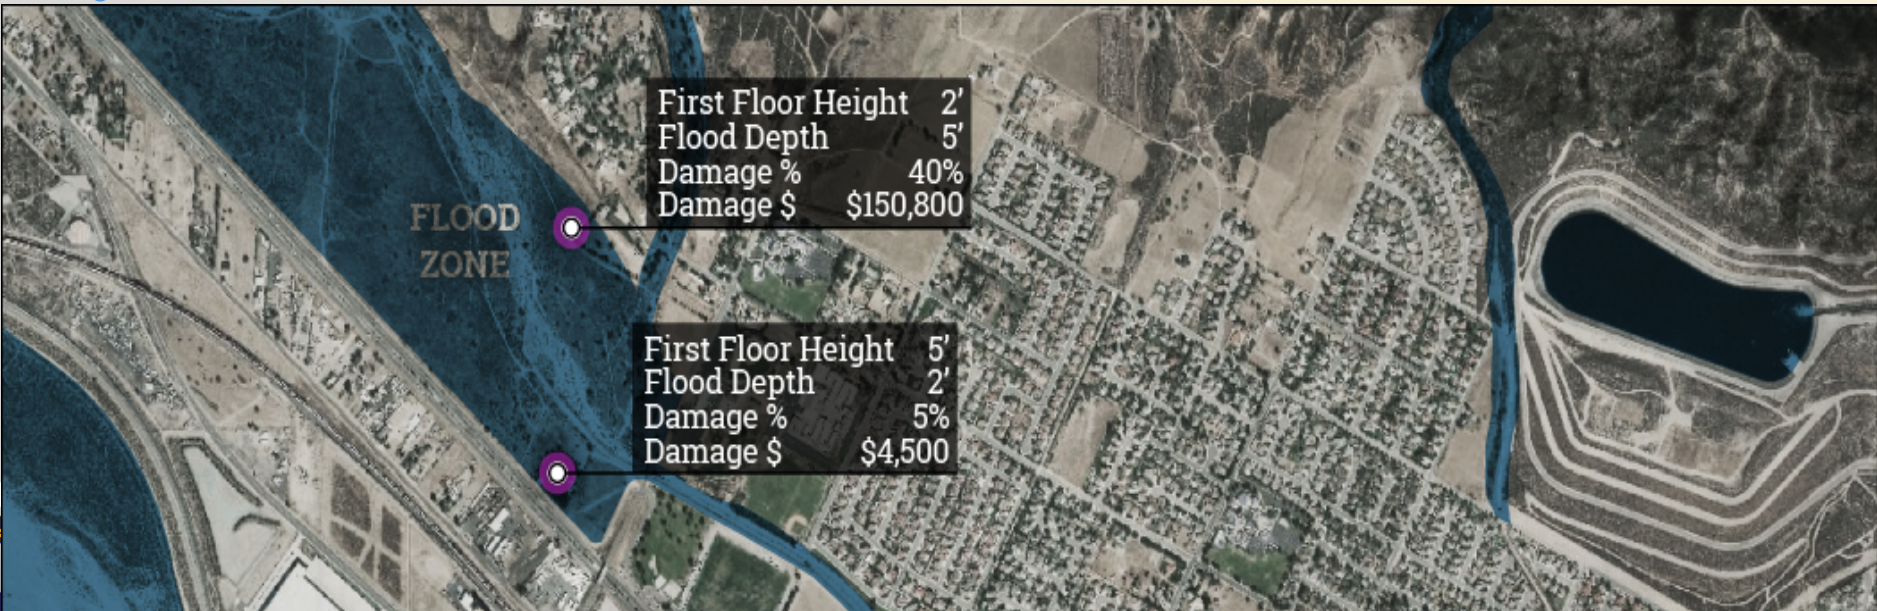 First Floor Height 2’
Flood Depth 5’
Damage % 40%
Damage $ $150,800
FLOOD
ZONE
First Floor Height 5’
Flood Depth 2’
Damage % 5%
Damage $ $4,500